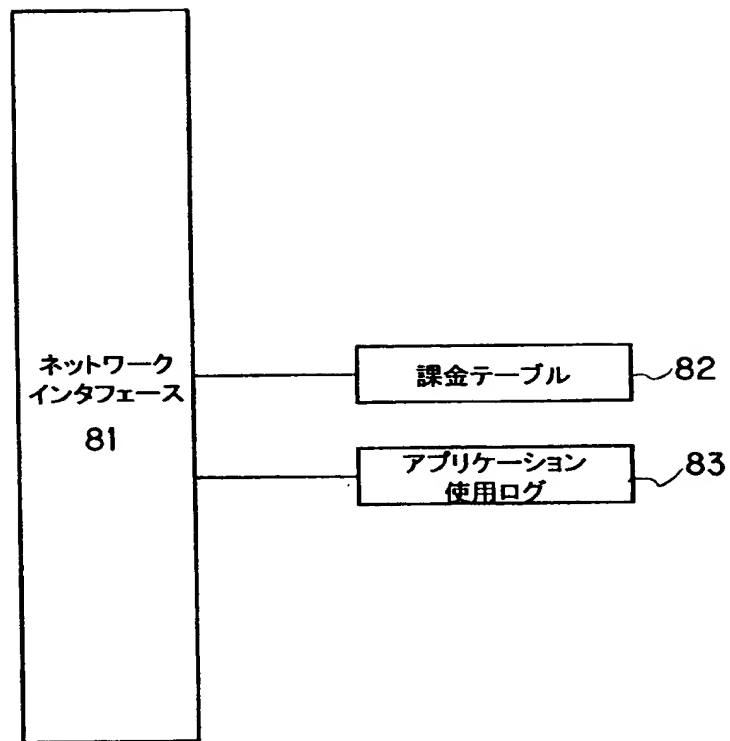 ネットワーク
インタフェース
81
課金テーブル
82
アプリケーション
使用ログ
83